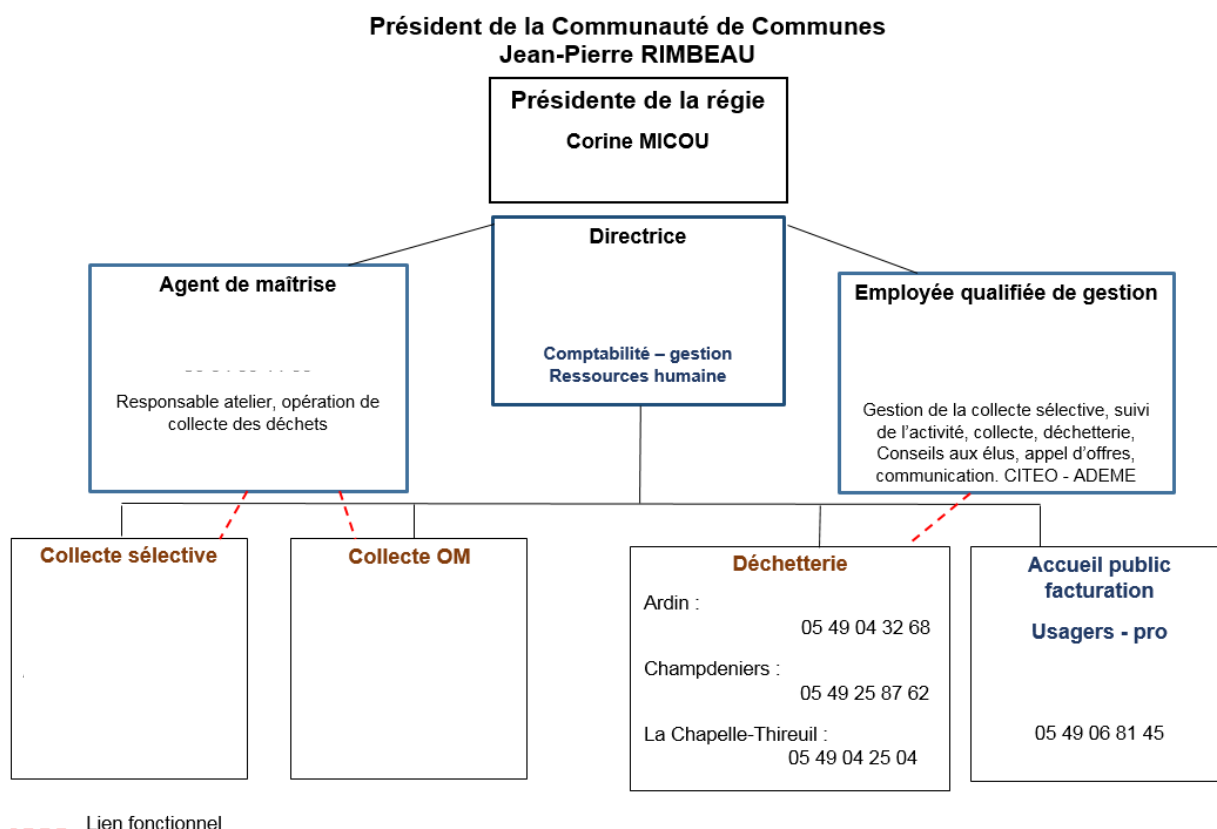 Président de la Communauté de Communes
Jean-Pierre RIMBEAU
Présidente de la régie
Corine MICOU
Directrice
Comptabilité – gestion
Ressources humaine
Agent de maîtrise
Responsable atelier, opération de
collecte des déchets
Employée qualifiée de gestion
Gestion de la collecte sélective, suivi
de l’activité, collecte, déchetterie,
Conseils aux élus, appel d’offres,
communication. CITEO - ADEME
Collecte sélective
Collecte OM
Déchetterie
Ardin :
05 49 04 32 68
Champdeniers :
05 49 25 87 62
La Chapelle-Thireuil :
05 49 04 25 04
Accueil public
facturation
Usagers - pro
05 49 06 81 45
Lien fonctionnel